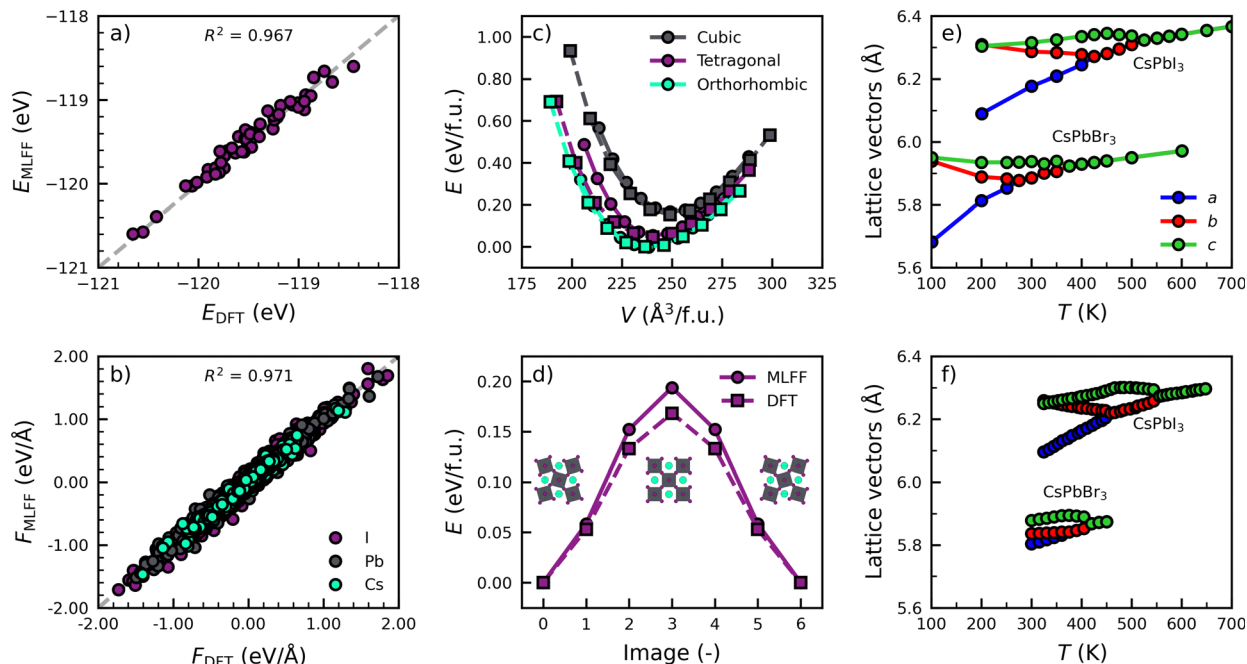 a)
R² = 0.967
−118
−119
−120
−121
E_MLFF (eV)
−121
−120
−119
−118
E_DFT (eV)
c)
Cubic
Tetragonal
Orthorhombic
1.00
0.80
0.60
0.40
0.20
0.00
E (eV/f.u.)
175
200
225
250
275
300
325
V (Å³/f.u.)
e)
CsPbI₃
CsPbBr₃
a
b
c
6.4
6.2
6.0
5.8
5.6
Lattice vectors (Å)
100
200
300
400
500
600
700
T (K)
b)
R² = 0.971
I
Pb
Cs
2.00
1.00
0.00
-1.00
-2.00
F_MLFF (eV/Å)
-2.00
-1.00
0.00
1.00
2.00
F_DFT (eV/Å)
d)
MLFF
DFT
0.20
0.15
0.10
0.05
0.00
E (eV/f.u.)
0
1
2
3
4
5
6
Image (-)
f)
CsPbI₃
CsPbBr₃
6.4
6.2
6.0
5.8
5.6
Lattice vectors (Å)
100
200
300
400
500
600
700
T (K)